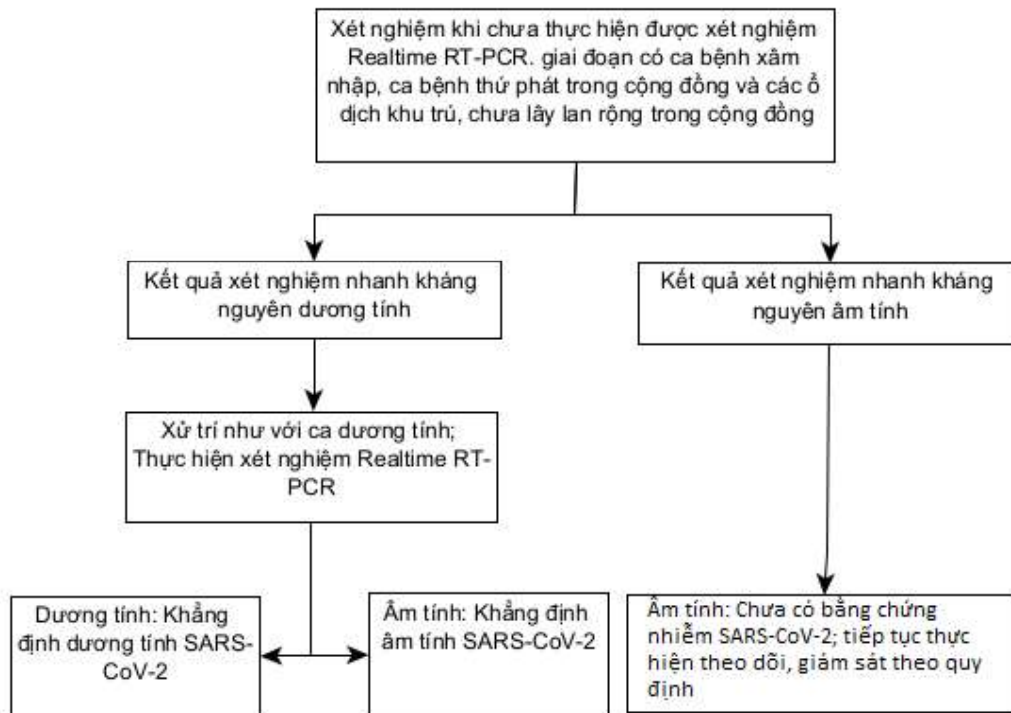 Xét nghiệm khi chưa thực hiện được xét nghiệm
Realtime RT-PCR. giai đoạn có ca bệnh xâm
nhập, ca bệnh thứ phát trong cộng đồng và các ổ
dịch khu trú, chưa lây lan rộng trong cộng đồng
Kết quả xét nghiệm nhanh kháng
nguyên dương tính
Kết quả xét nghiệm nhanh kháng
nguyên âm tính
Xử trí như với ca dương tính;
Thực hiện xét nghiệm Realtime RT-
PCR
Dương tính: Khẳng
định dương tính SARS-
CoV-2
Âm tính: Khẳng định
âm tính SARS-CoV-2
Âm tính: Chưa có bằng chứng
nhiễm SARS-CoV-2; tiếp tục thực
hiện theo dõi, giám sát theo quy
định